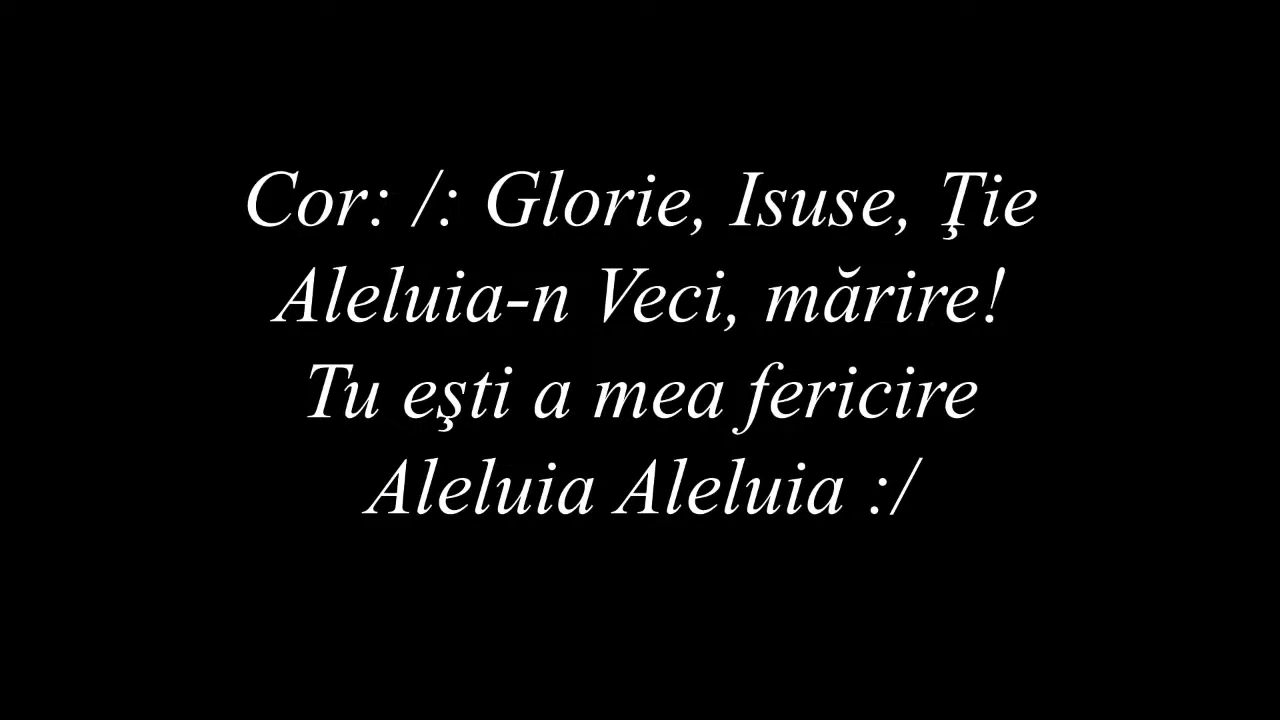 Cor: /: Glorie, Isuse, Ţie
Aleluia-n Veci, mărire!
Tu eşti a mea fericire
Aleluia Aleluia :/